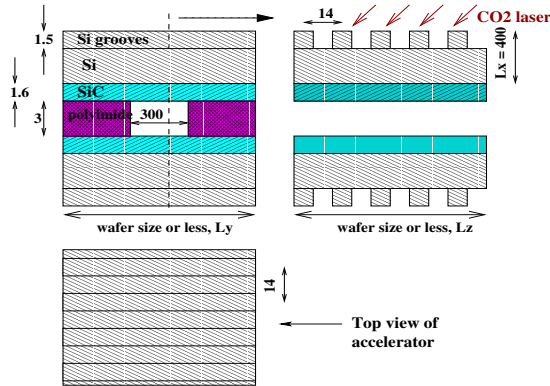 14
CO2 laser
1.5
Si grooves
Si
Lx = 400
1.6
SiC
3
polyimide
300
wafer size or less, Ly
14
wafer size or less, Lz
14
Top view of
accelerator